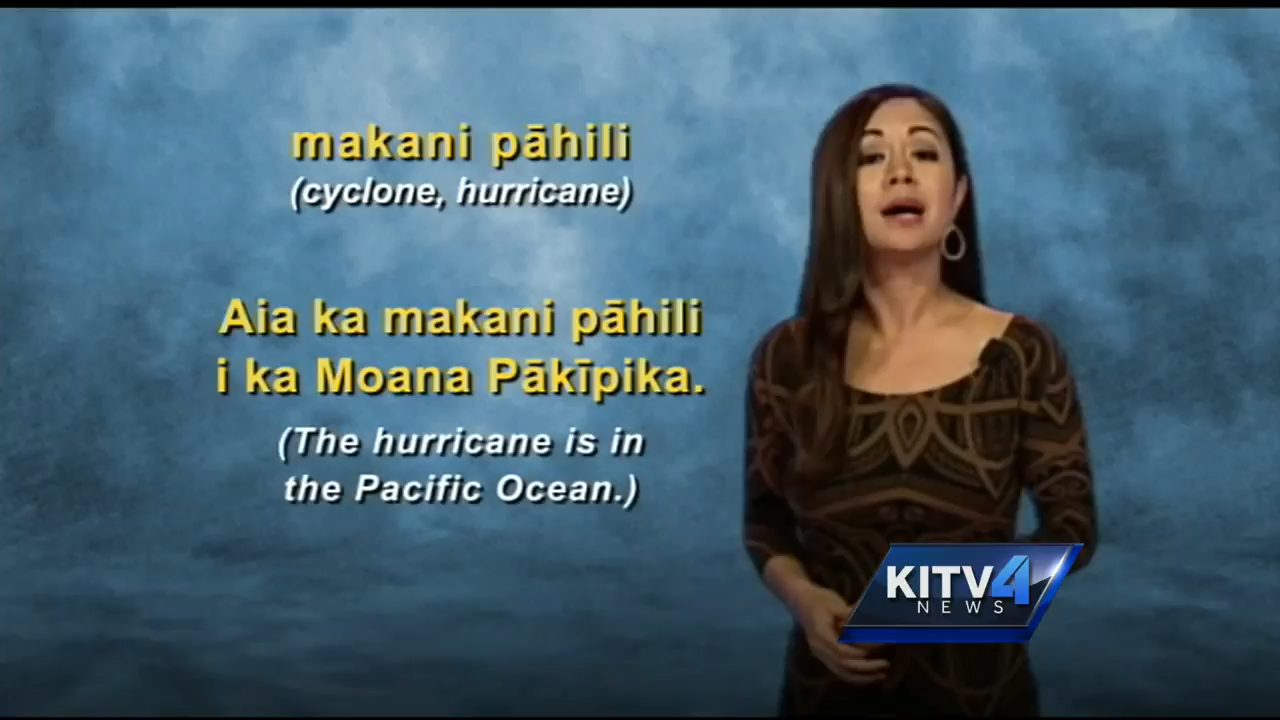 makani pāhili
(cyclone, hurricane)
Aia ka makani pāhili
i ka Moana Pākīpika.
(The hurricane is in
the Pacific Ocean.)
KITV4
NEWS